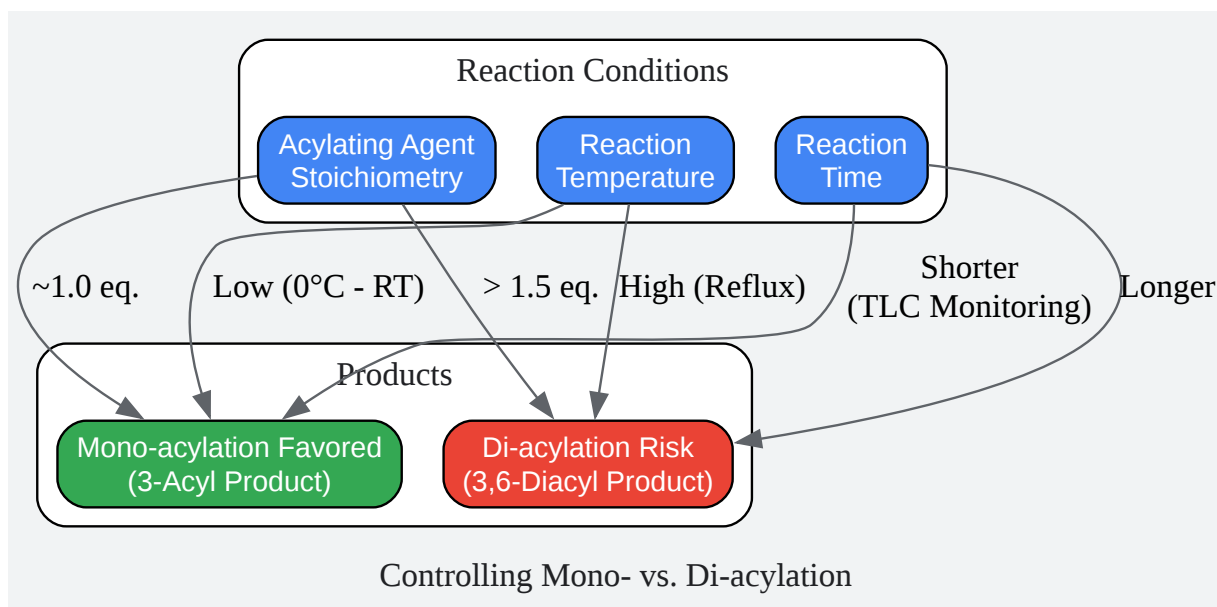 Reaction Conditions
Acylating Agent
Stoichiometry
Reaction
Temperature
Reaction
Time
~1.0 eq.
Low (0°C - RT)
> 1.5 eq.
High (Reflux)
Shorter
(TLC Monitoring)
Longer
Products
Mono-acylation Favored
(3-Acyl Product)
Di-acylation Risk
(3,6-Diacyl Product)
Controlling Mono- vs. Di-acylation